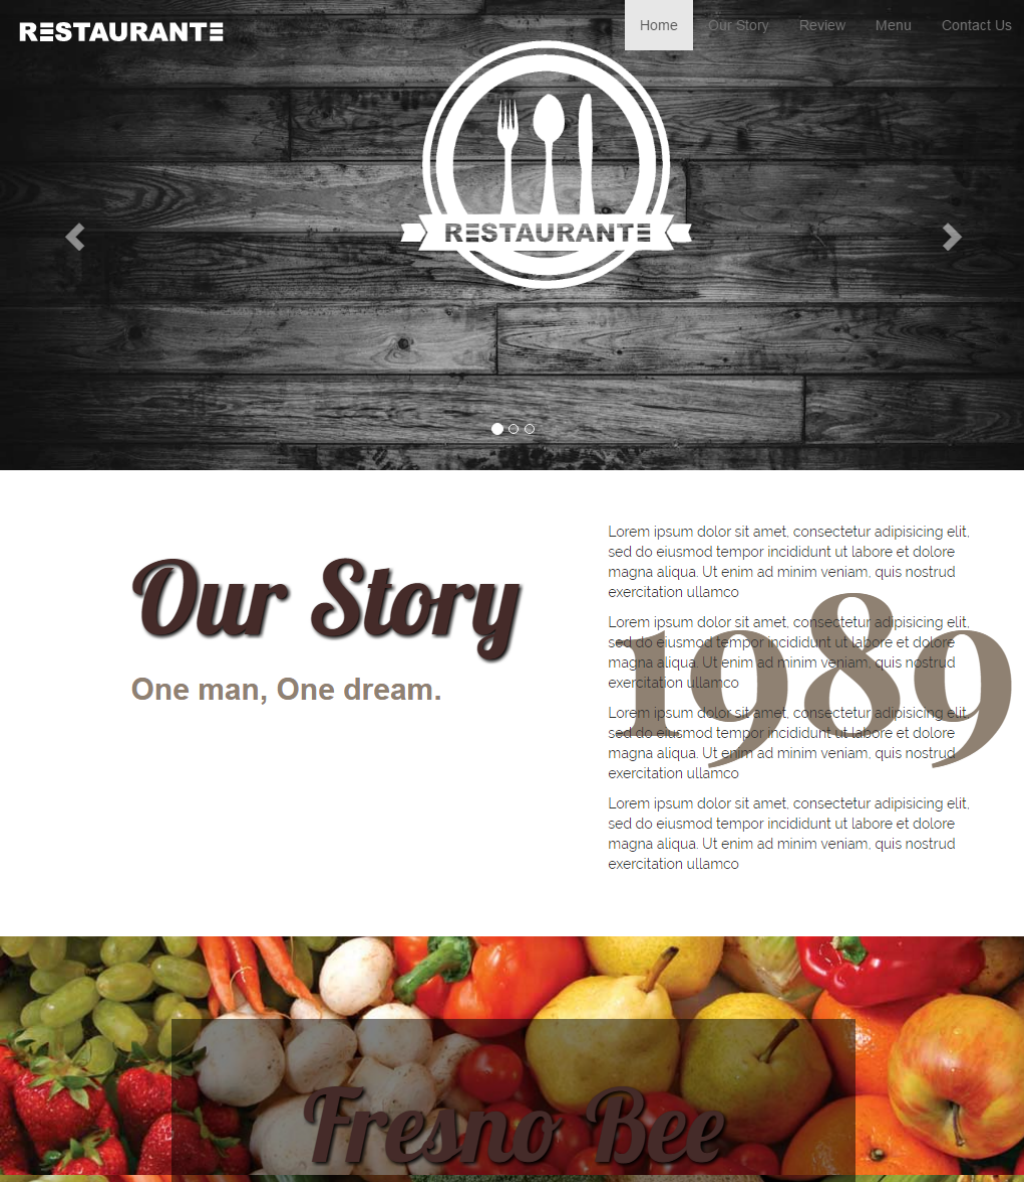 RESTAURANTE
Home
Our Story
Review
Menu
Contact Us
RESTAURANTE
Our Story
One man, One dream.
Lorem ipsum dolor sit amet, consectetur adipisicing elit,
sed do eiusmod tempor incididunt ut labore et dolore
magna aliqua. Ut enim ad minim veniam, quis nostrud
exercitation ullamco
Lorem ipsum dolor sit amet, consectetur adipisicing elit,
sed do eiusmod tempor incididunt ut labore et dolore
magna aliqua. Ut enim ad minim veniam, quis nostrud
exercitation ullamco
Lorem ipsum dolor sit amet, consectetur adipisicing elit,
sed do eiusmod tempor incididunt ut labore et dolore
magna aliqua. Ut enim ad minim veniam, quis nostrud
exercitation ullamco
Lorem ipsum dolor sit amet, consectetur adipisicing elit,
sed do eiusmod tempor incididunt ut labore et dolore
magna aliqua. Ut enim ad minim veniam, quis nostrud
exercitation ullamco
1989
Fresno Bee